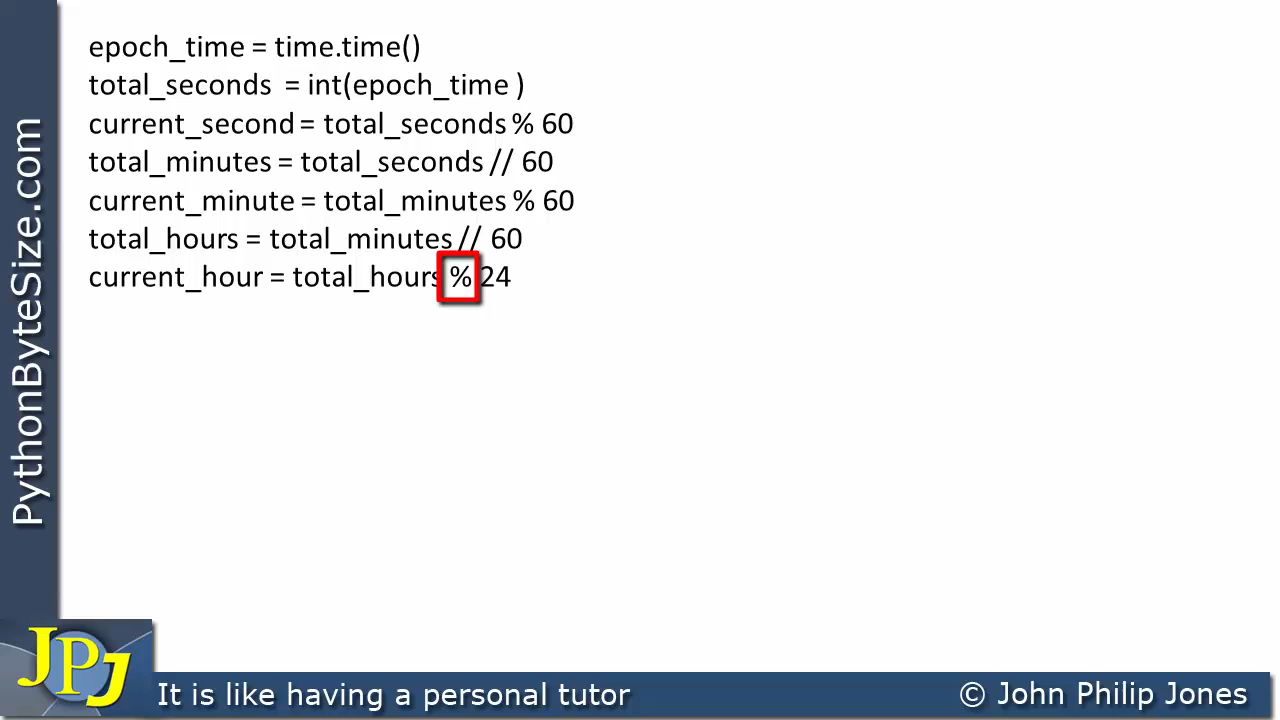 epoch_time = time.time()
total_seconds = int(epoch_time )
current_second = total_seconds % 60
total_minutes = total_seconds // 60
current_minute = total_minutes % 60
total_hours = total_minutes // 60
current_hour = total_hours % 24
PythonByteSize.com
JPJ
It is like having a personal tutor
© John Philip Jones